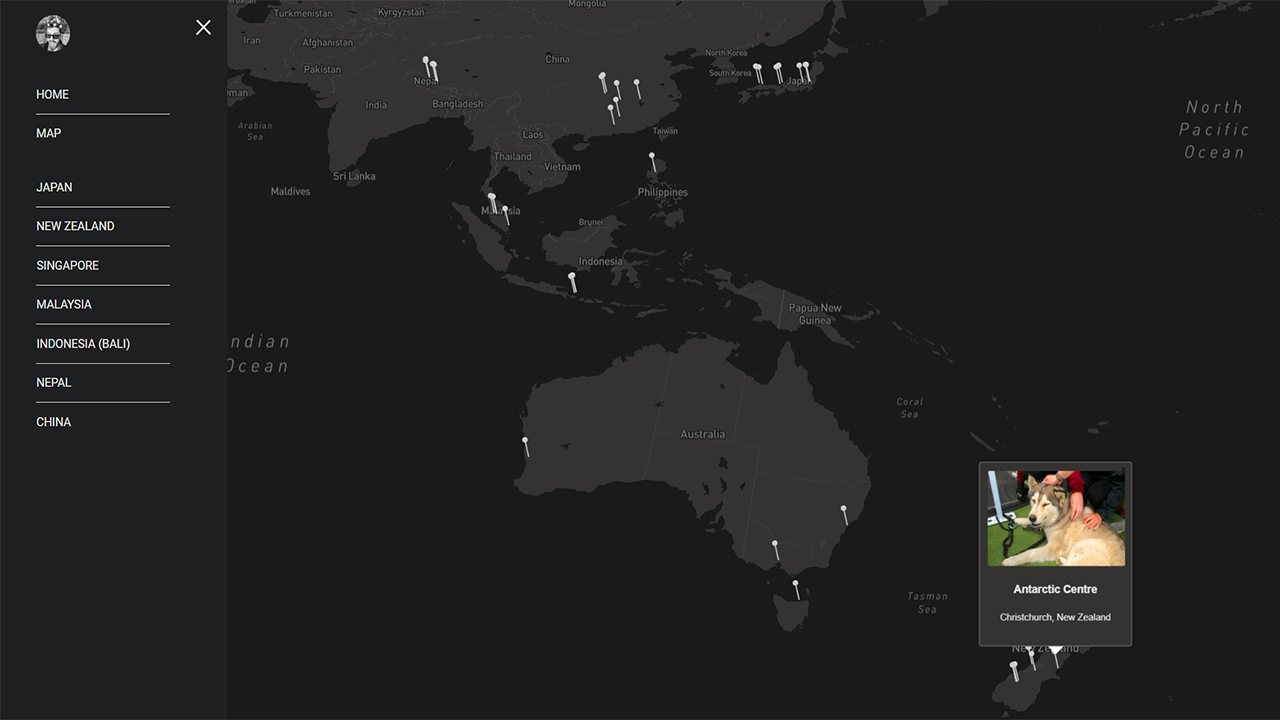 HOME
MAP
JAPAN
NEW ZEALAND
SINGAPORE
MALAYSIA
INDONESIA (BALI)
NEPAL
CHINA
Turkmenistan
Kyrgyzstan
Mongolia
Iran
Afghanistan
Pakistan
China
North Korea
South Korea
Japan
Nepal
India
Bangladesh
Arabian
Sea
Laos
Taiwan
Thailand
Vietnam
Sri Lanka
Maldives
Philippines
Malaysia
Brunei
Indonesia
North
Pacific
Ocean
Papua New
Guinea
ndian
Ocean
Coral
Sea
Australia
Tasman
Sea
Antarctic Centre
Christchurch, New Zealand
New Zealand